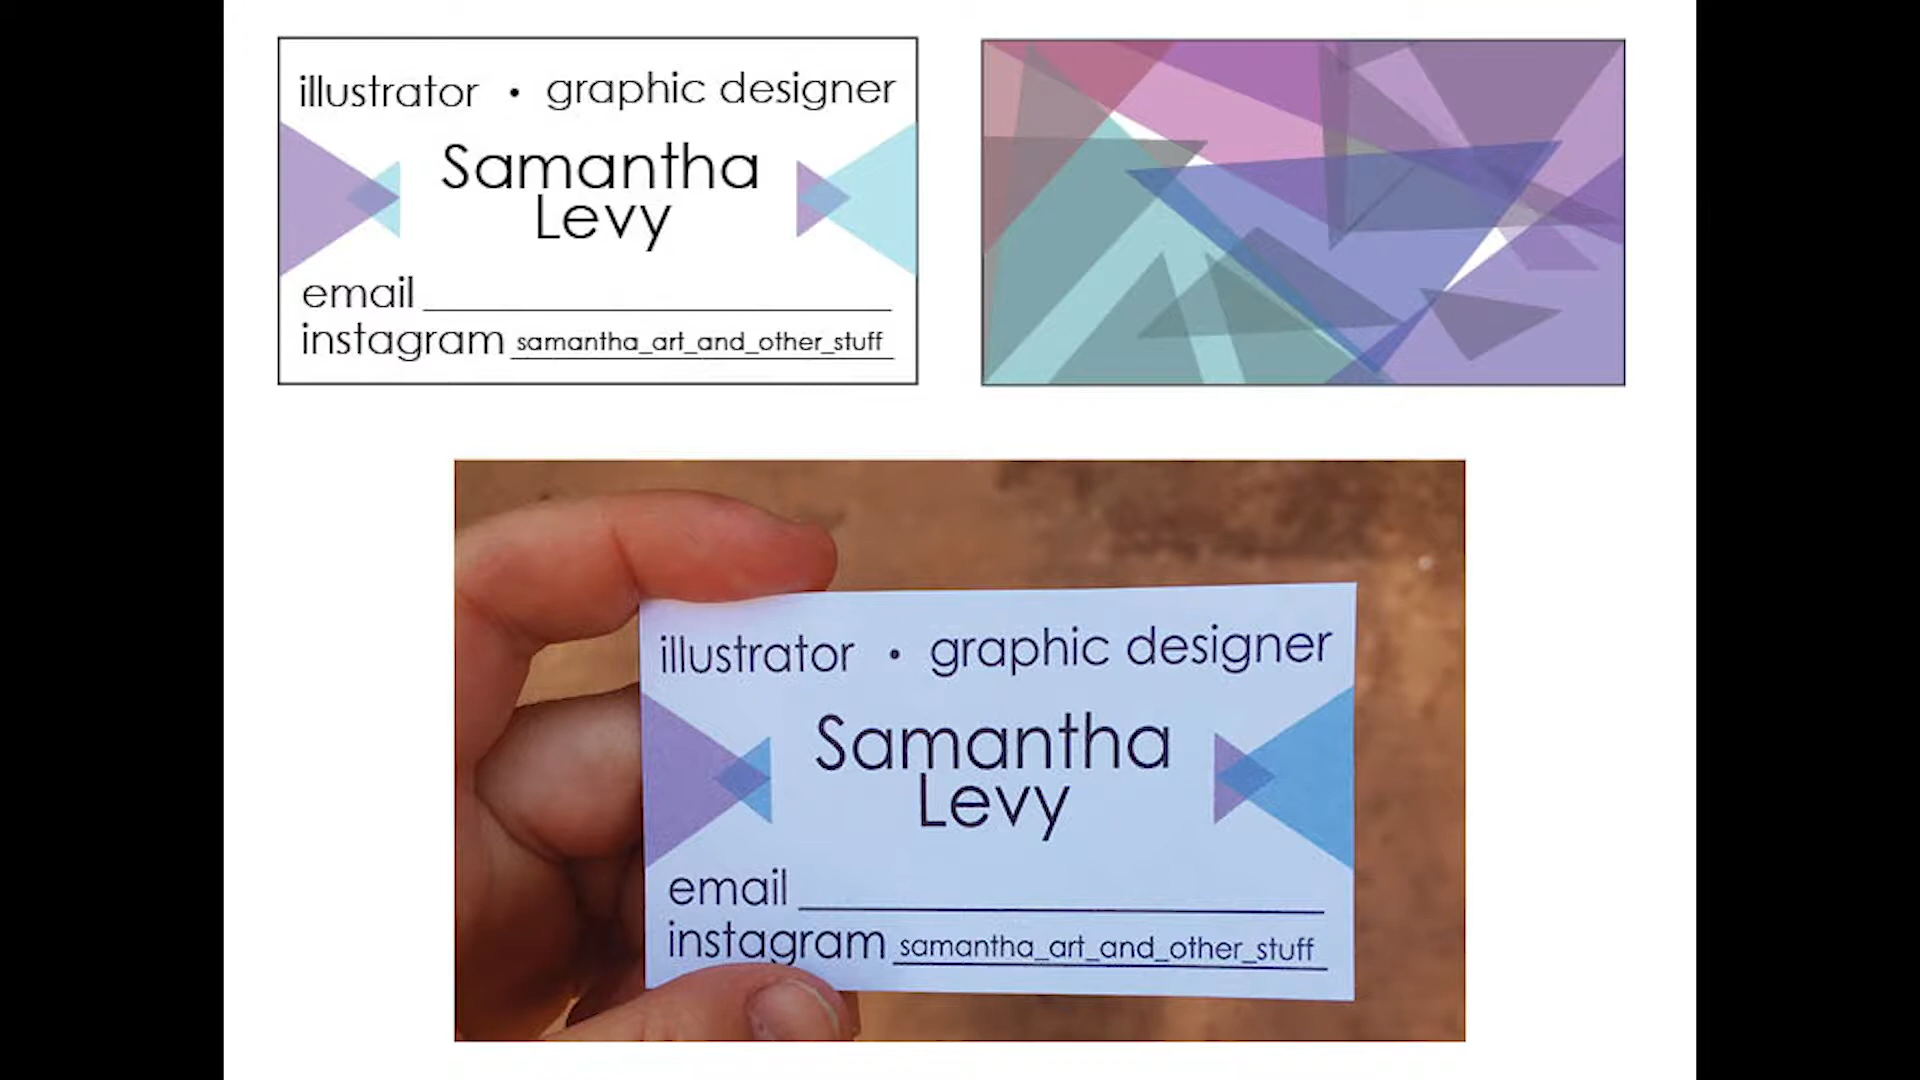 illustrator • graphic designer
Samantha
Levy
email
instagram samantha_art_and_other_stuff
illustrator • graphic designer
Samantha
Levy
email
instagram samantha_art_and_other_stuff